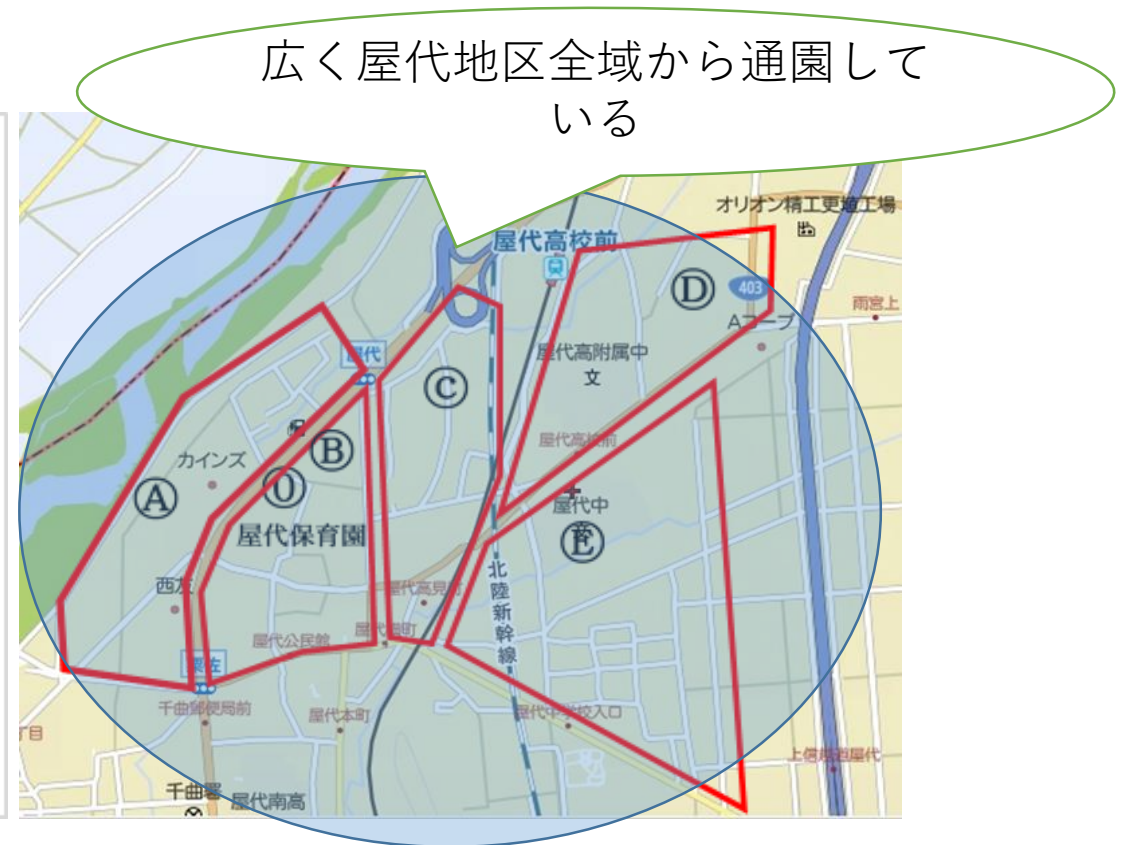 広く屋代地区全域から通園して
いる
オリオン精工更埴工場
屋代高校前
Ⓓ
403
雨宮上
Aコープ
屋代
屋代高附属中
文
Ⓒ
屋代高校前
Ⓑ
カインズ
Ⓐ
⓪
屋代中
屋代保育園
Ⓔ
北陸新幹線
西友
屋代高見町
屋代公民館
粟佐
千曲郵便局前
屋代本町
屋代中学校入口
丁目
上信越道屋代
千曲署
屋代南高